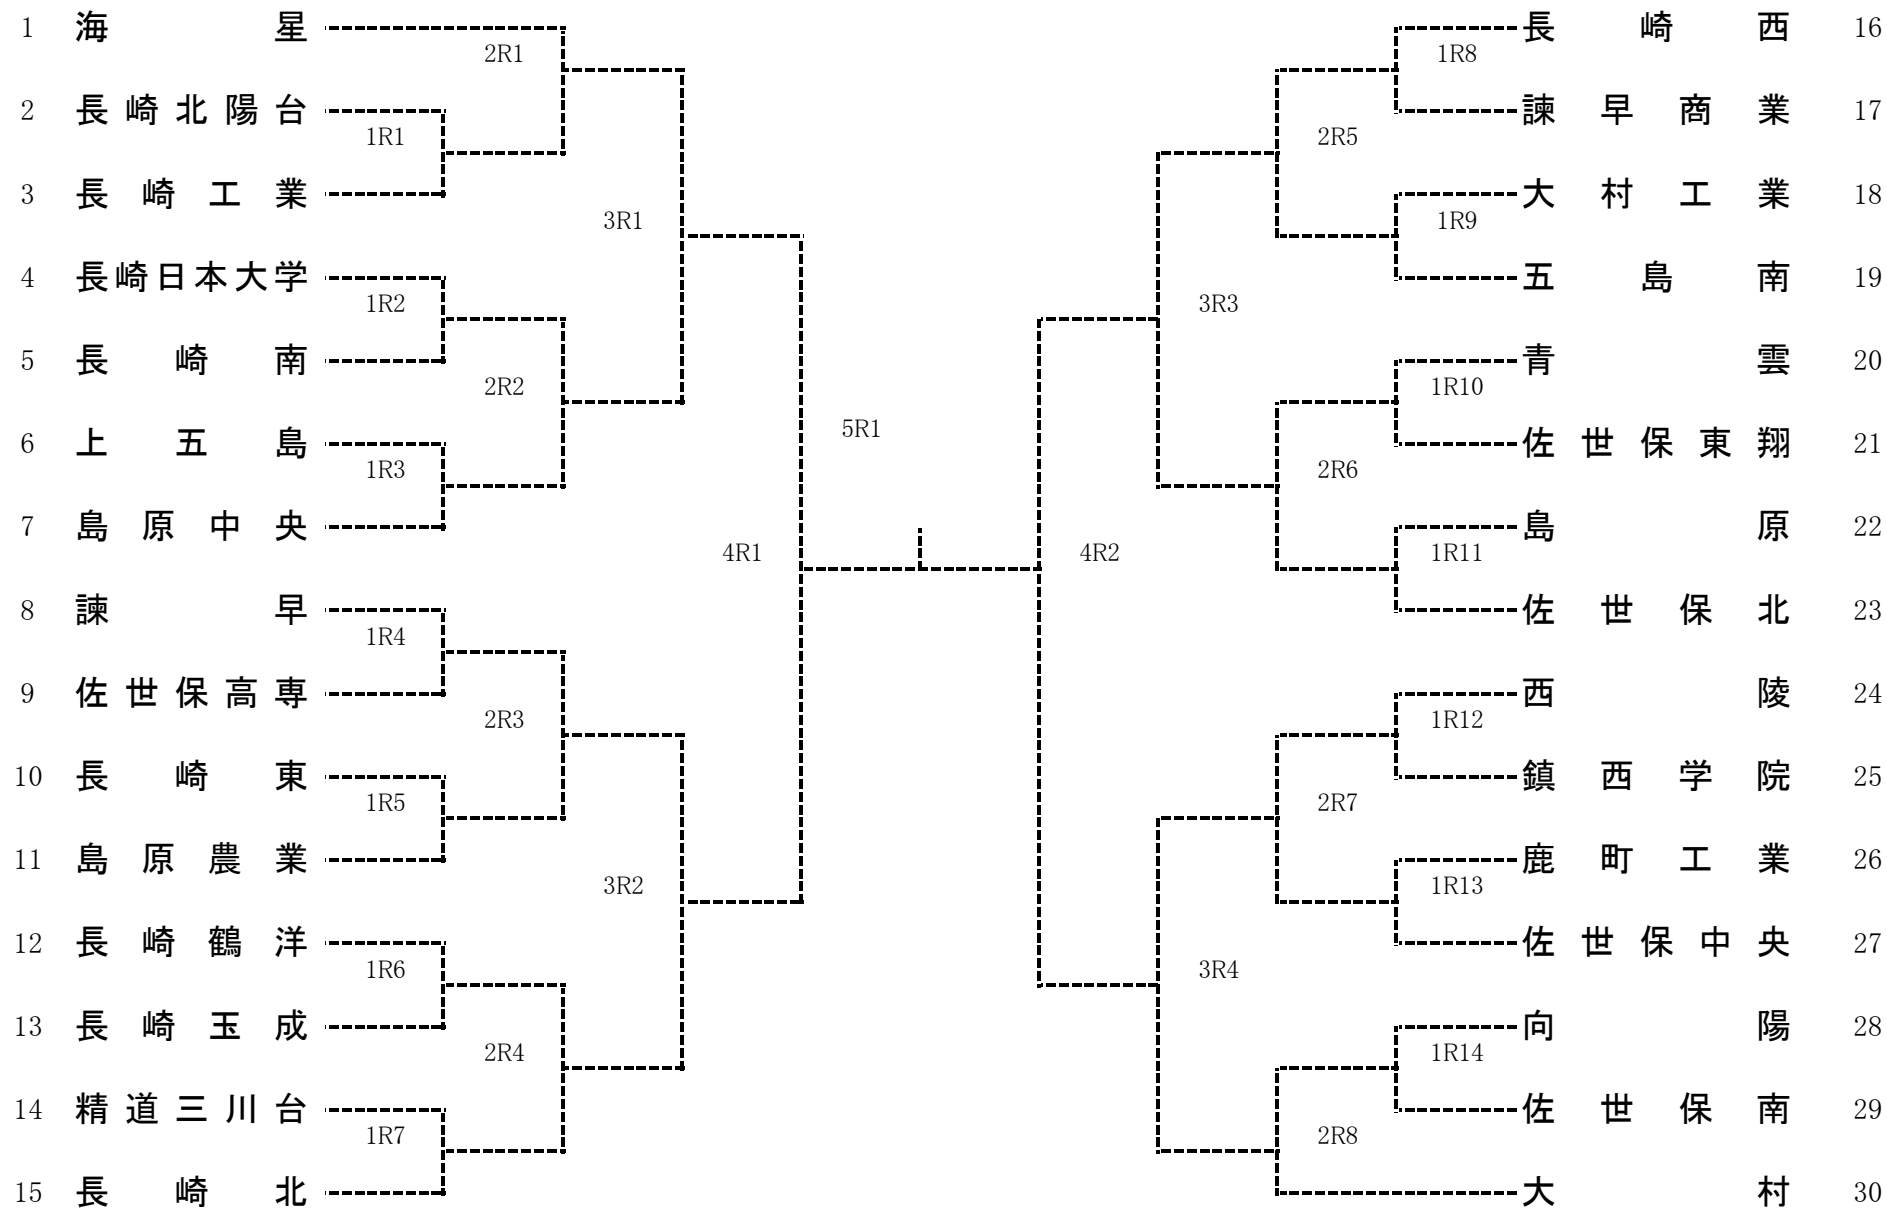 1 海星
長崎西 16
2R1
1R8
2 長崎北陽台
諫早商業 17
1R1
2R5
3 長崎工業
大村工業 18
3R1
1R9
4 長崎日本大学
五島南 19
1R2
3R3
5 長崎南
青雲 20
2R2
1R10
5R1
6 上五島
佐世保東翔 21
1R3
2R6
7 島原中央
島原 22
4R1
4R2
1R11
8 諫早
佐世保北 23
1R4
9 佐世保高専
西陵 24
2R3
1R12
10 長崎東
鎮西学院 25
1R5
2R7
11 島原農業
鹿町工業 26
3R2
1R13
12 長崎鶴洋
佐世保中央 27
1R6
3R4
13 長崎玉成
向陽 28
2R4
1R14
14 精道三川台
佐世保南 29
1R7
2R8
15 長崎北
大村 30